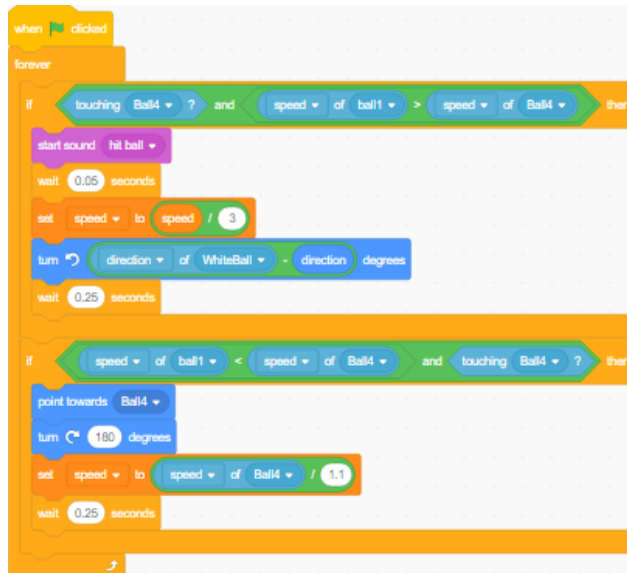 when clicked
forever
if touching Ball4 ? and speed of ball1 > speed of Ball4 then
start sound hit ball
wait 0.05 seconds
set speed to speed / 3
turn direction of WhiteBall - direction degrees
wait 0.25 seconds
if speed of ball1 < speed of Ball4 and touching Ball4 ? then
point towards Ball4
turn 180 degrees
set speed to speed of Ball4 / 1.1
wait 0.25 seconds